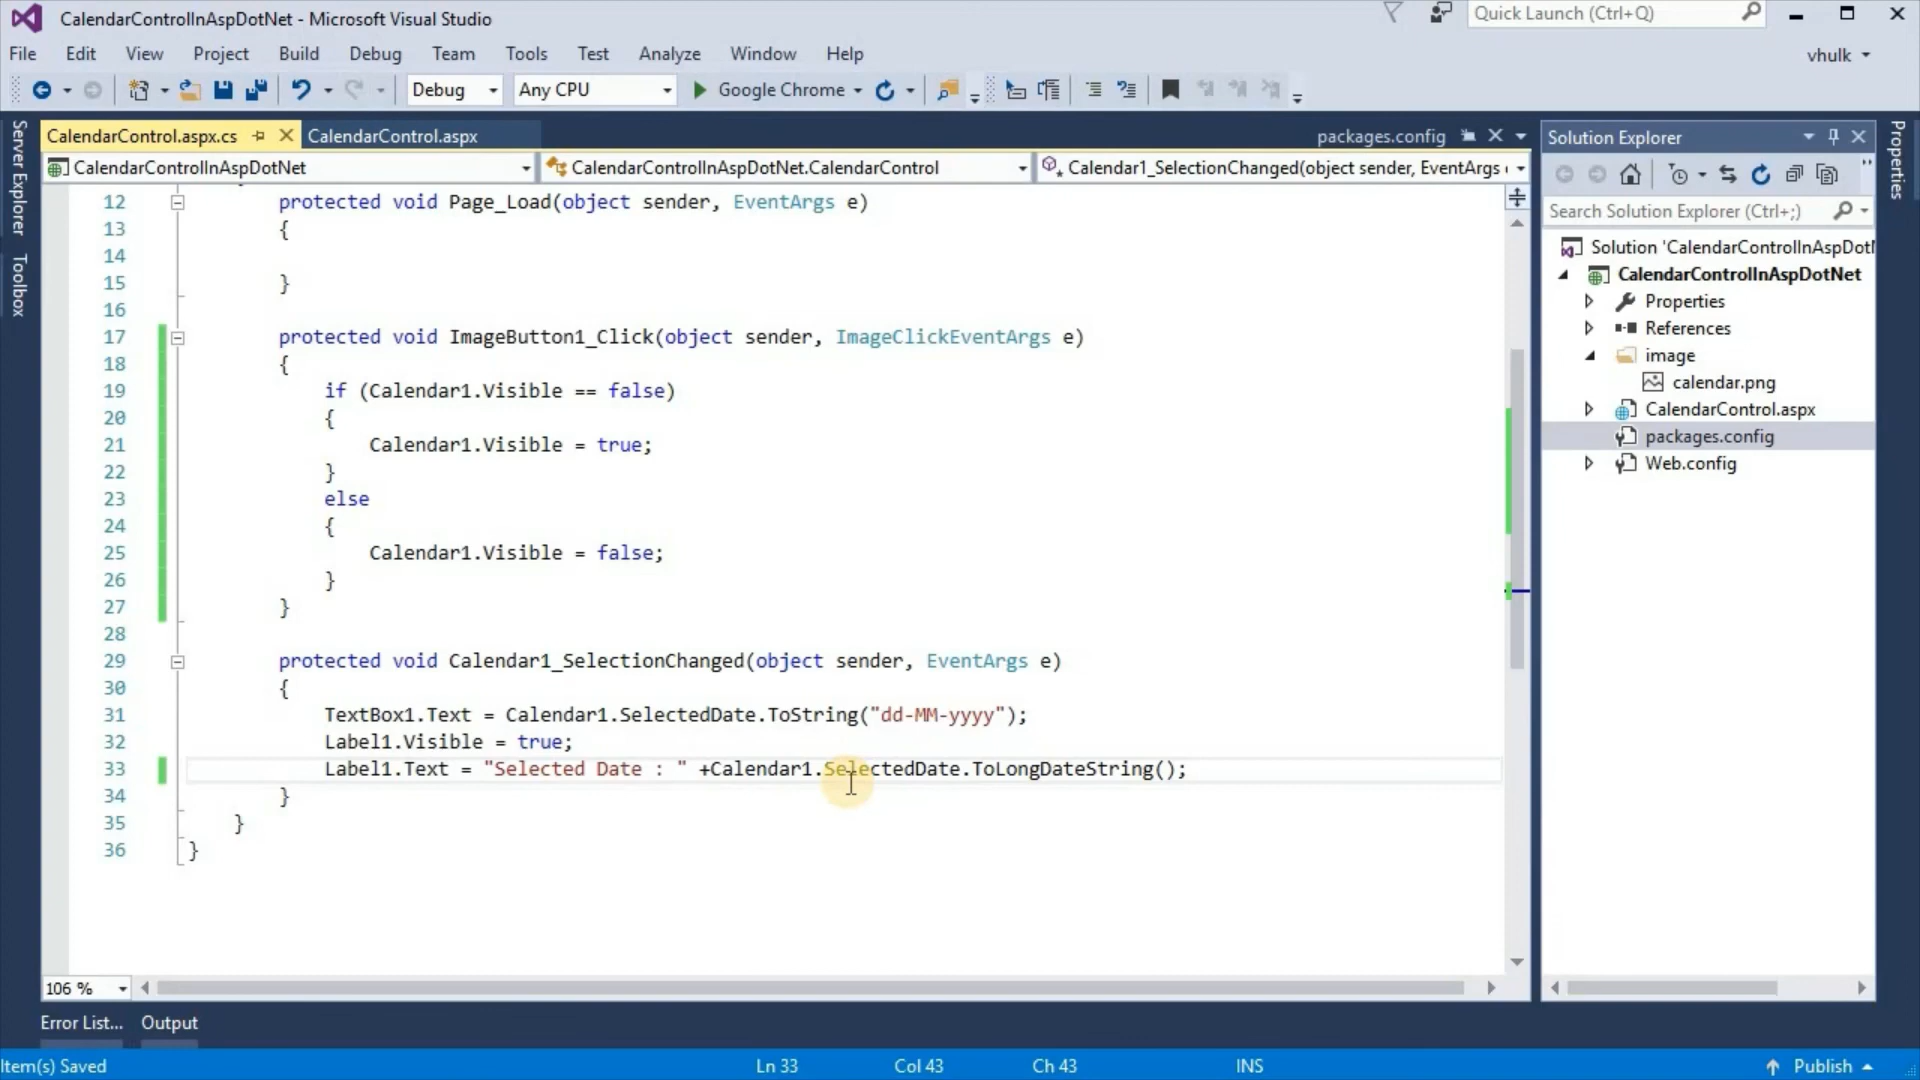 CalendarControlInAspDotNet - Microsoft Visual Studio
Quick Launch (Ctrl+Q)
File Edit View Project Build Debug Team Tools Test Analyze Window Help
vhulk
Debug Any CPU Google Chrome
Server Explorer
Toolbox
CalendarControl.aspx.cs CalendarControl.aspx packages.config
CalendarControlInAspDotNet CalendarControlInAspDotNet.CalendarControl Calendar1_SelectionChanged(object sender, EventArgs
12 protected void Page_Load(object sender, EventArgs e)
13 {
14
15 }
16
17 protected void ImageButton1_Click(object sender, ImageClickEventArgs e)
18 {
19 if (Calendar1.Visible == false)
20 {
21 Calendar1.Visible = true;
22 }
23 else
24 {
25 Calendar1.Visible = false;
26 }
27 }
28
29 protected void Calendar1_SelectionChanged(object sender, EventArgs e)
30 {
31 TextBox1.Text = Calendar1.SelectedDate.ToString("dd-MM-yyyy");
32 Label1.Visible = true;
33 Label1.Text = "Selected Date : " +Calendar1.SelectedDate.ToLongDateString();
34 }
35 }
36 }
106 %
Solution Explorer
Search Solution Explorer (Ctrl+;)
Solution 'CalendarControlInAspDotN
CalendarControlInAspDotNet
Properties
References
image
calendar.png
CalendarControl.aspx
packages.config
Web.config
Properties
Error List... Output
Item(s) Saved Ln 33 Col 43 Ch 43 INS Publish